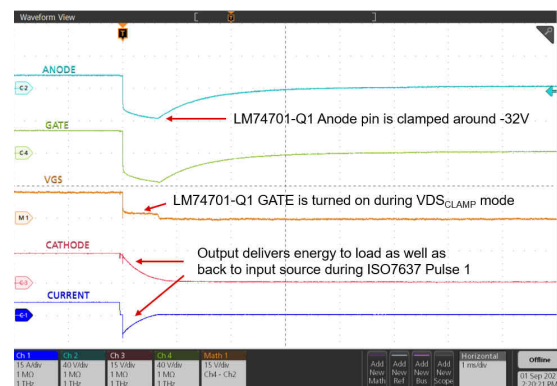 Waveform View
[
T
]
T
ANODE
C2
LM74701-Q1 Anode pin is clamped around -32V
GATE
C4
VGS
LM74701-Q1 GATE is turned on during VDSCLAMP mode
M1
CATHODE
Output delivers energy to load as well as
back to input source during ISO7637 Pulse 1
CURRENT
Ch 1
15 A/div
1 MΩ
1 THz
Ch 2
40 V/div
1 MΩ
1 THz
Ch 3
15 V/div
1 MΩ
1 THz
Ch 4
40 V/div
1 MΩ
1 THz
Math 1
15 V/div
Ch4 - Ch2
Add New Math
Add New Ref
Add New Bus
Add New Scope
Horizontal
1 ms/div
Offline
01 Sep 202